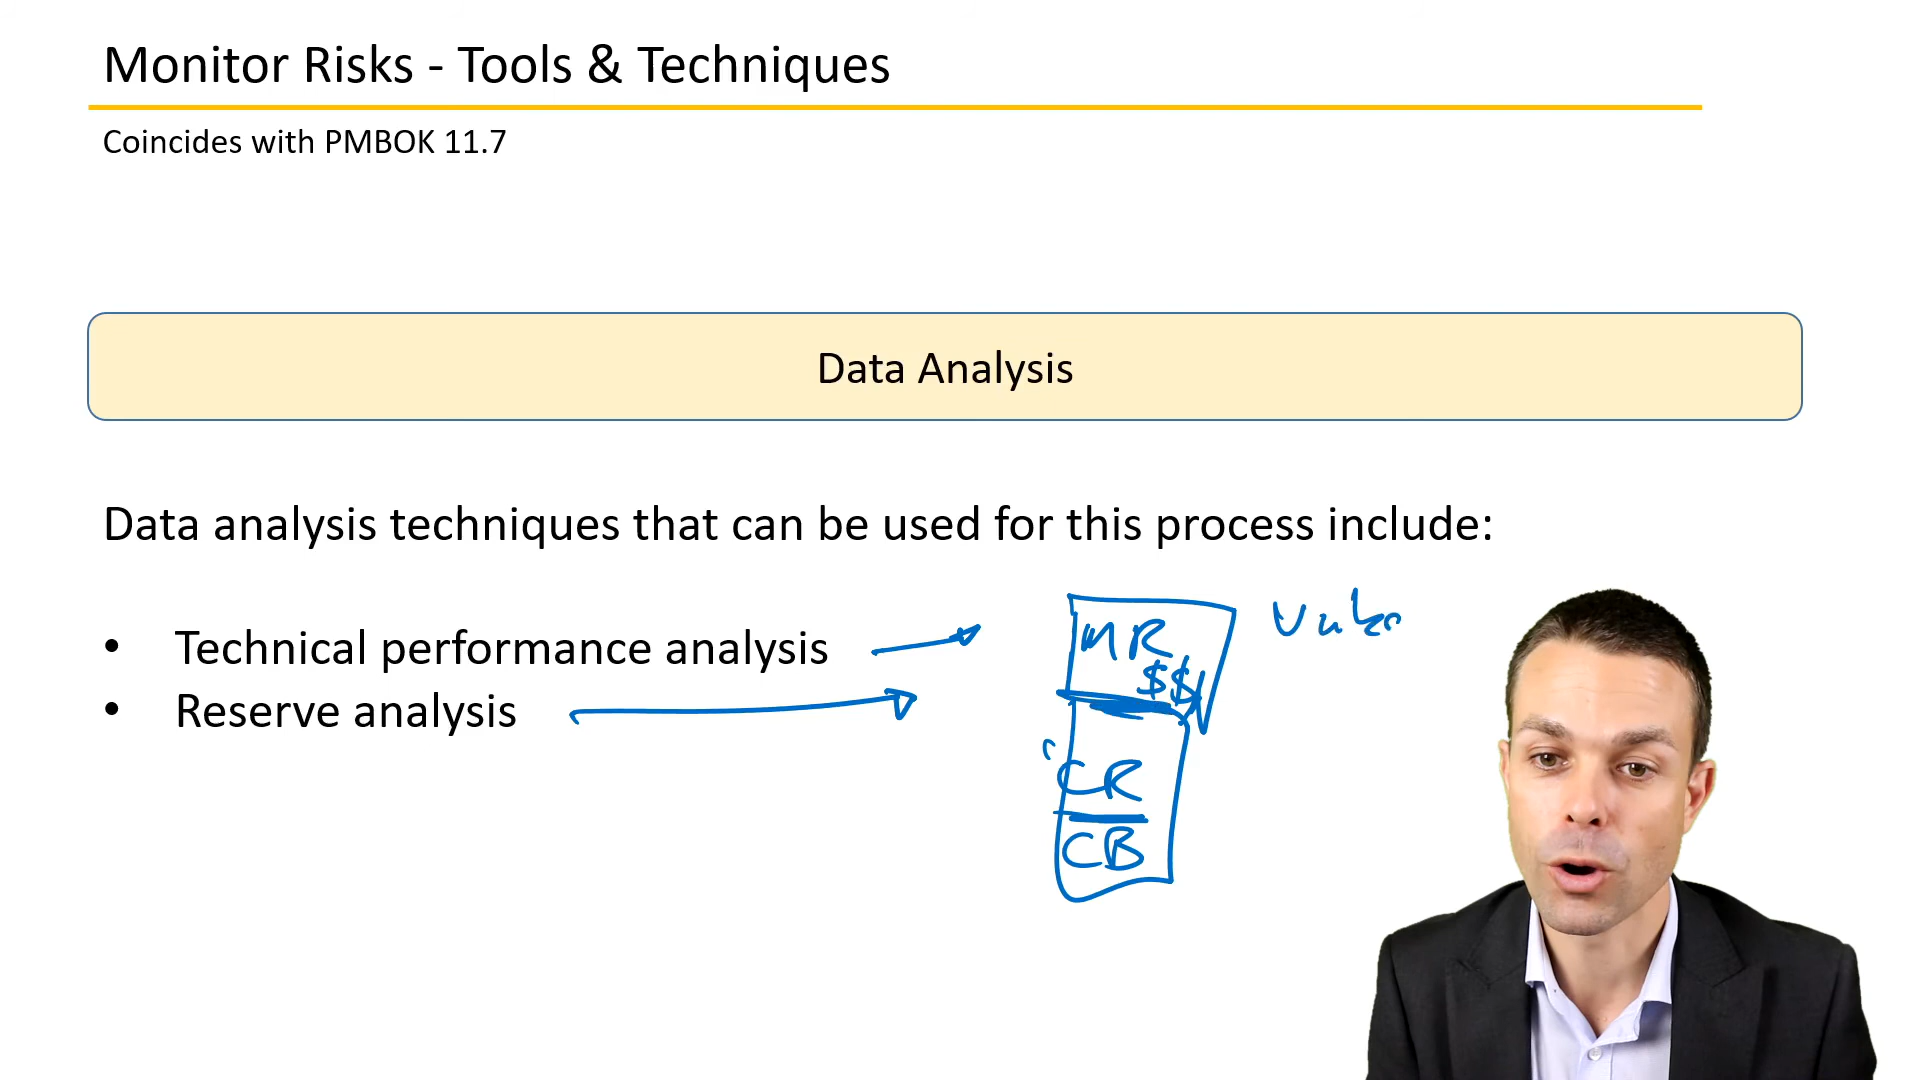 Monitor Risks - Tools & Techniques
Coincides with PMBOK 11.7
Data Analysis
Data analysis techniques that can be used for this process include:
• Technical performance analysis
• Reserve analysis
MR
$$
CR
CB